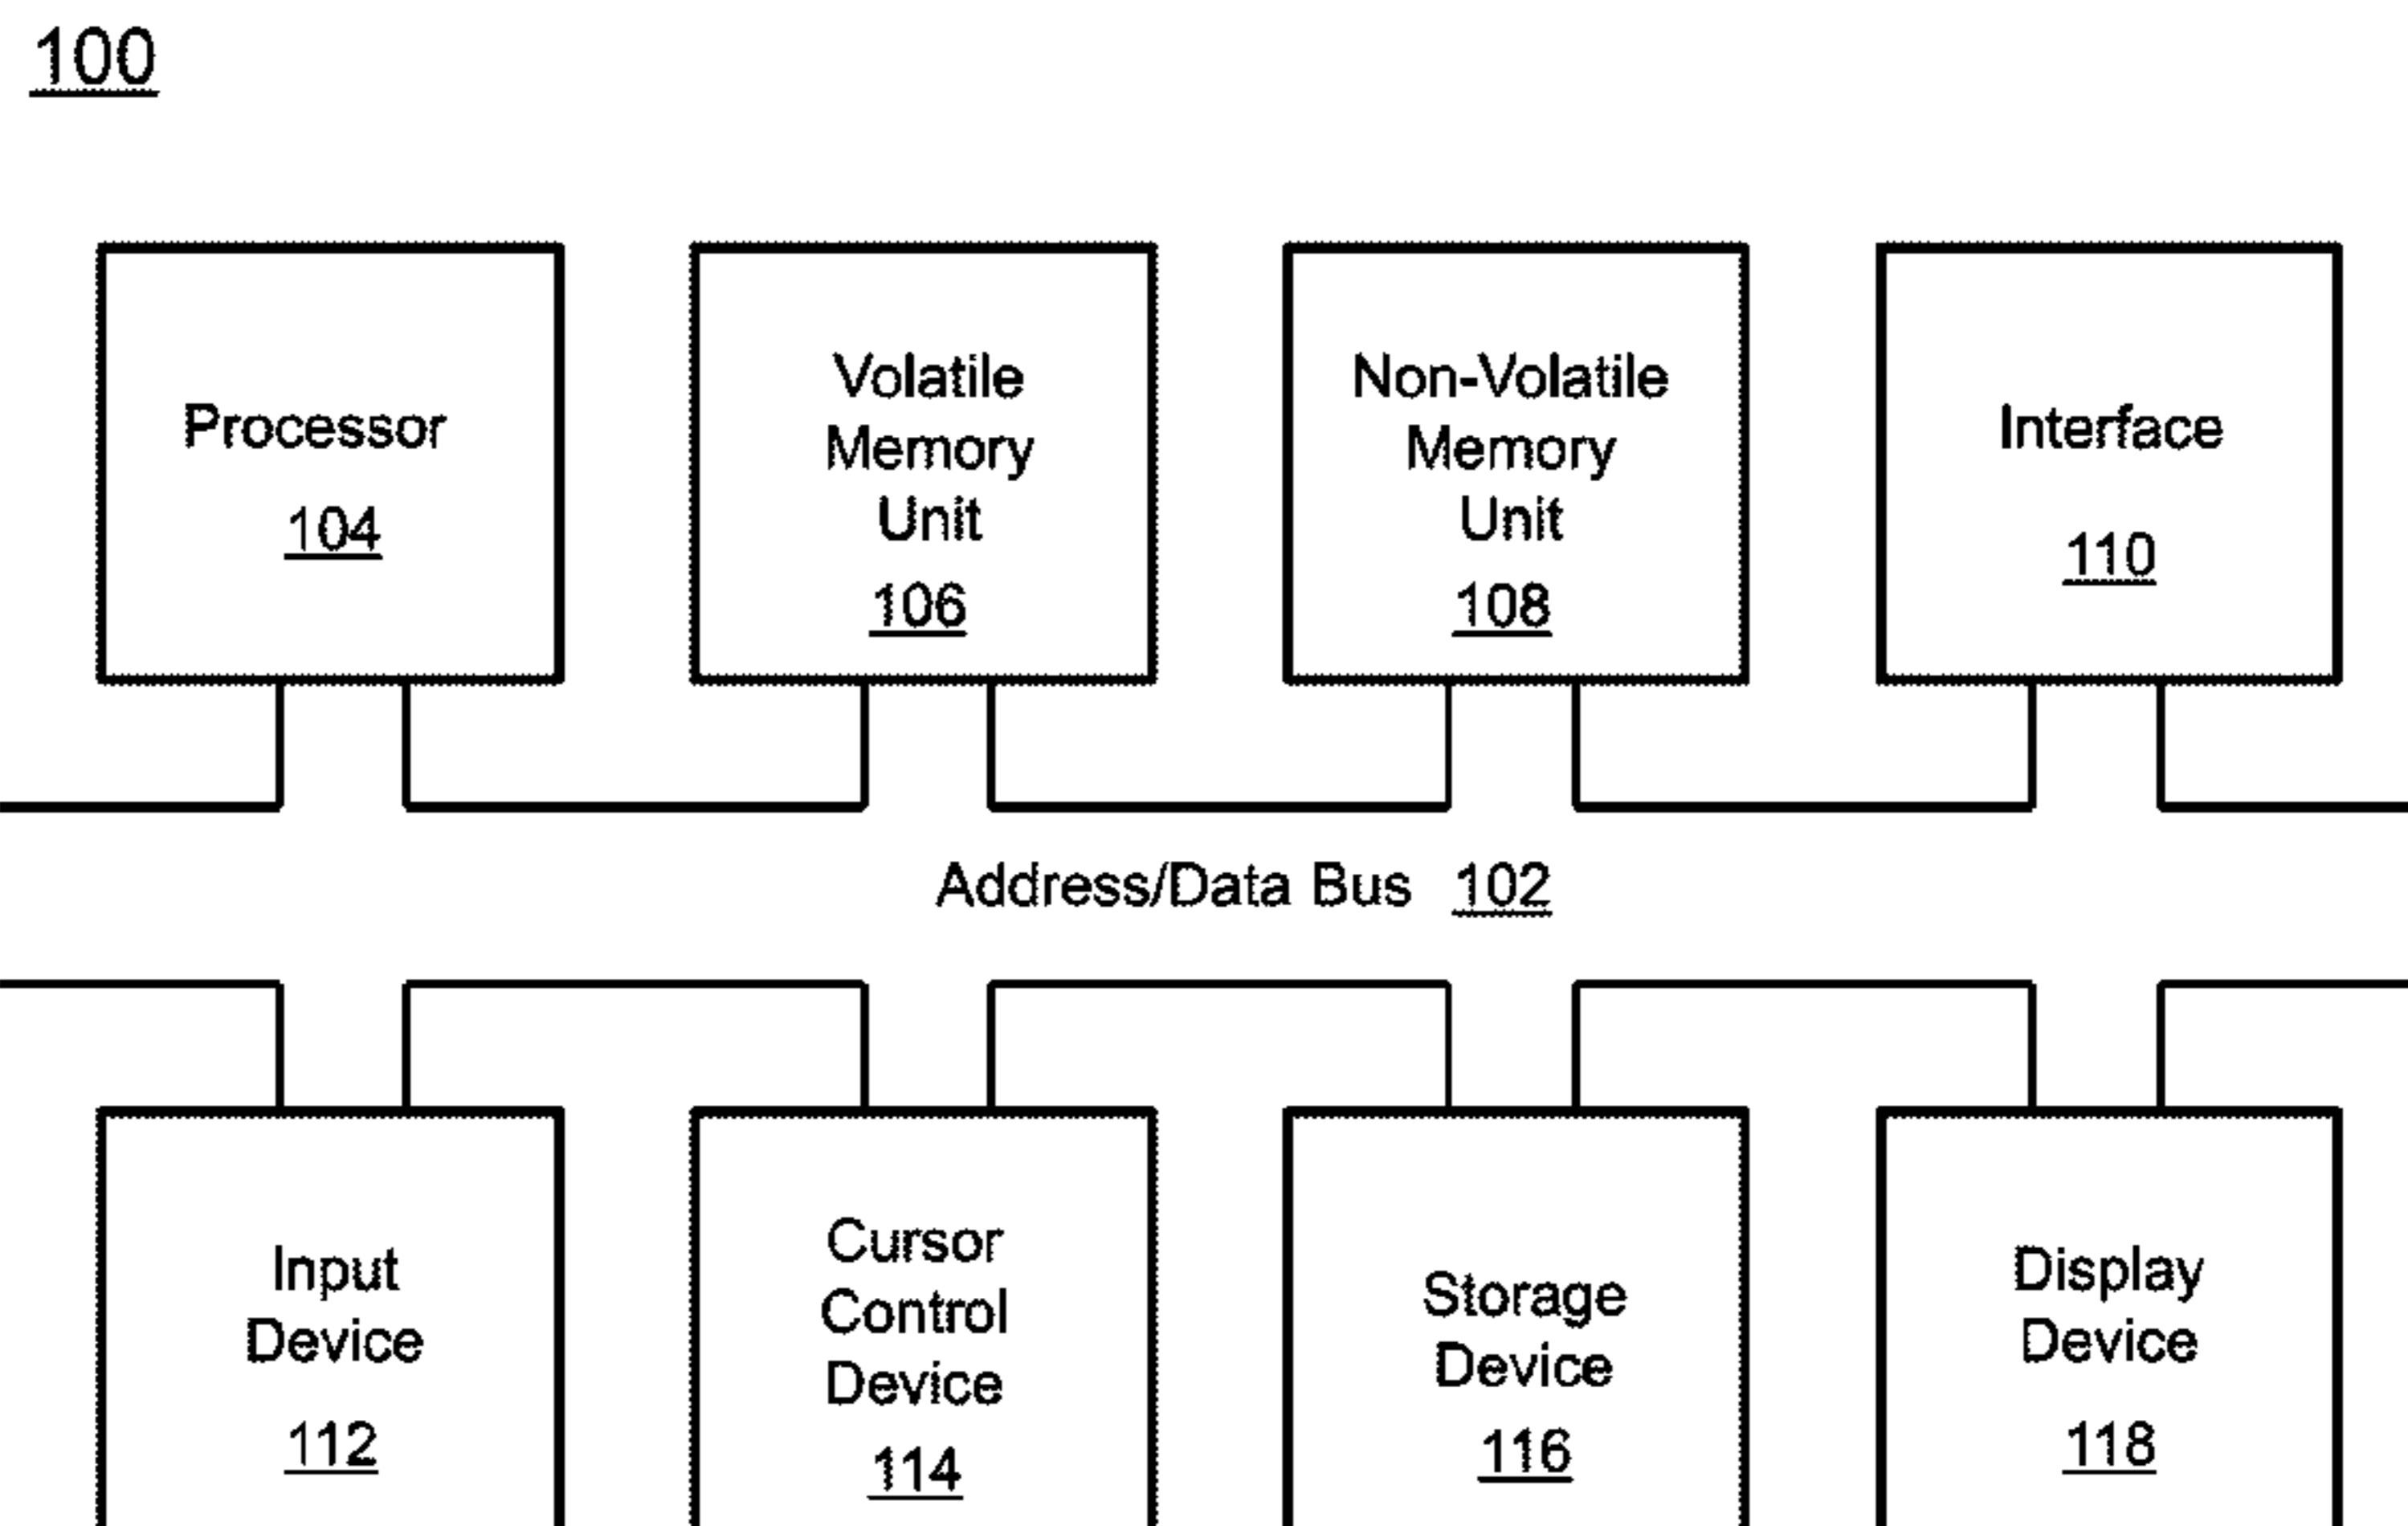 100
Processor
104
Volatile
Memory
Unit
106
Non-Volatile
Memory
Unit
108
Interface
110
Address/Data Bus 102
Input
Device
112
Cursor
Control
Device
114
Storage
Device
116
Display
Device
118